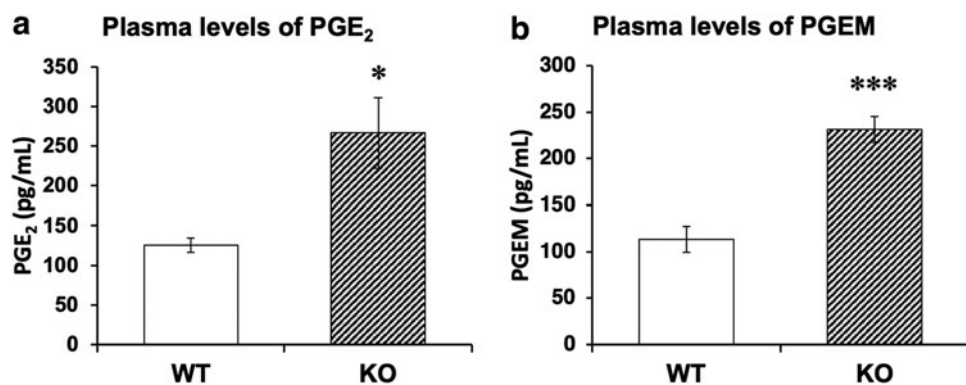 a Plasma levels of PGE₂
PGE₂ (pg/mL)
350
300
250
200
150
100
50
0
*
WT KO
b Plasma levels of PGEM
PGEM (pg/mL)
300
250
200
150
100
50
0
***
WT KO